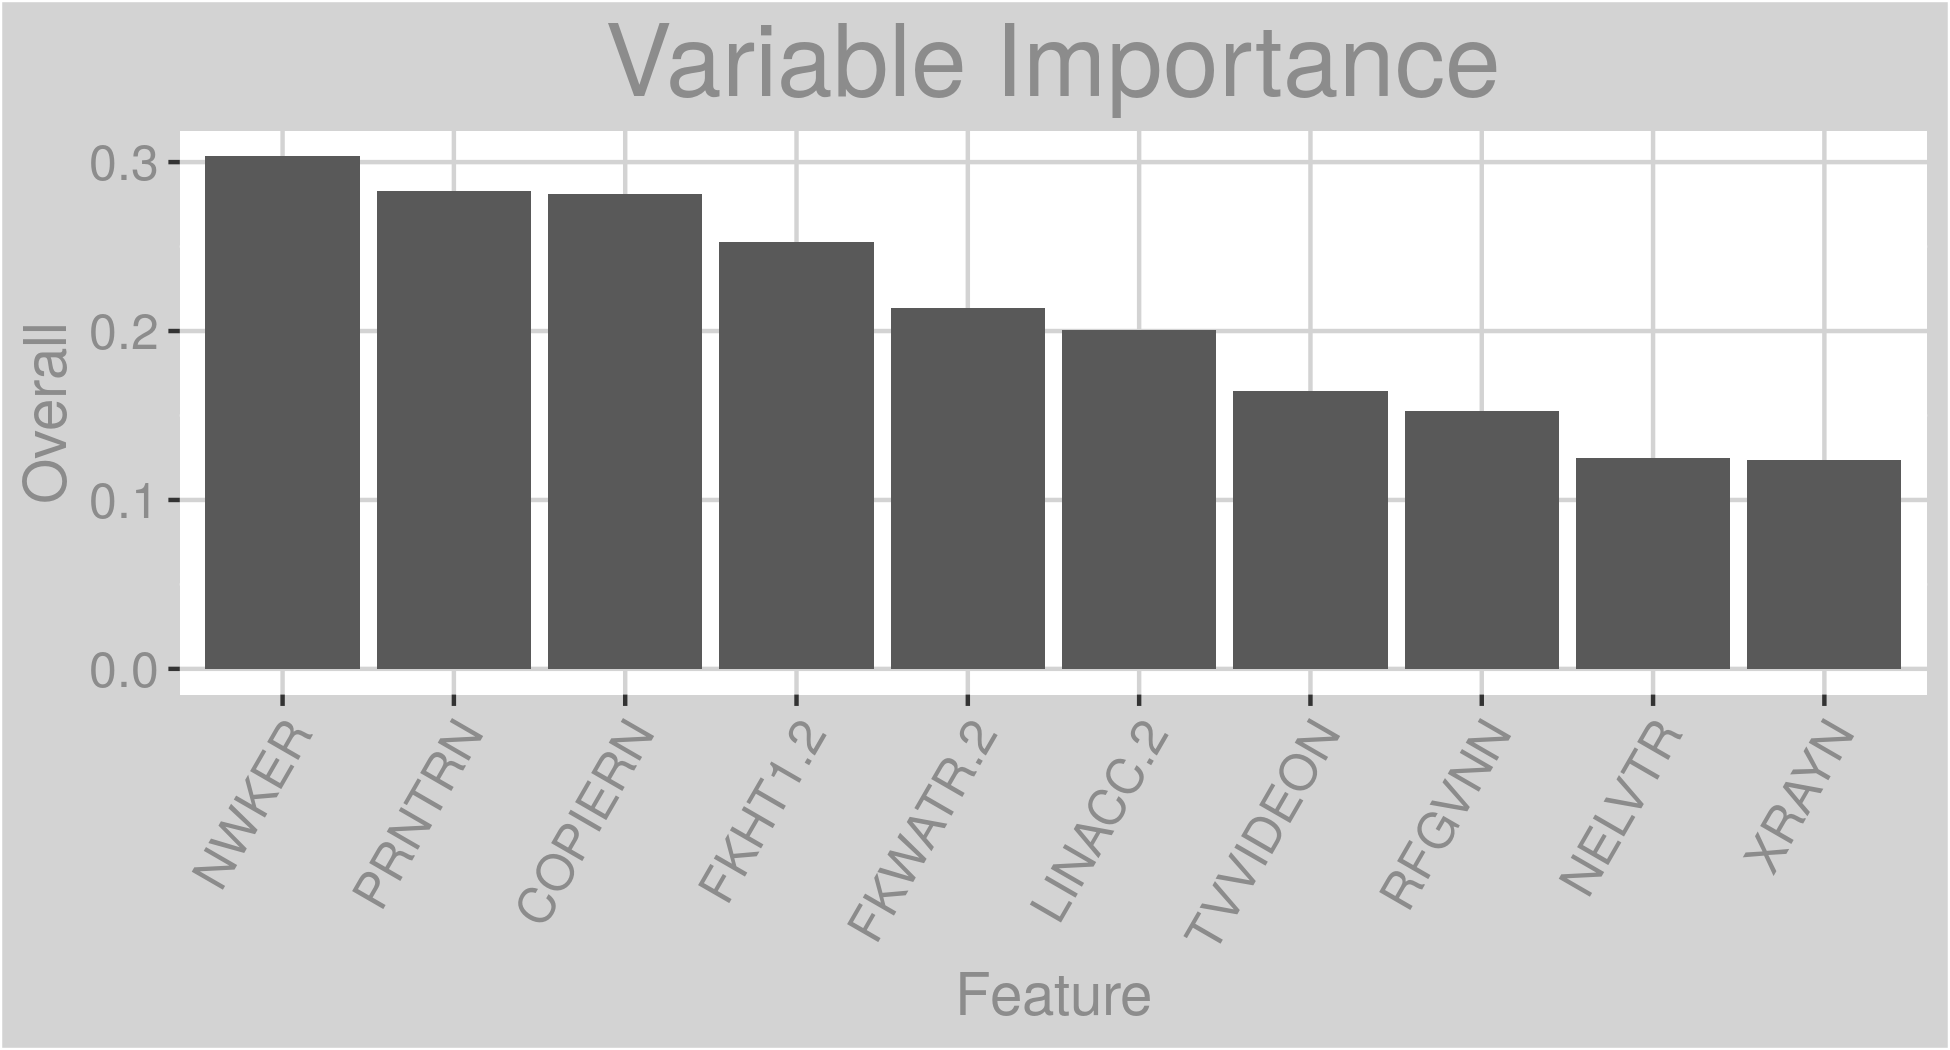 Variable Importance
Overall
0.3
0.2
0.1
0.0
NWKER
PRNTRN
COPIERN
FKHT1.2
FKWATR.2
LINACC.2
TVVIDEON
RFGVNN
NELVTR
XRAYN
Feature